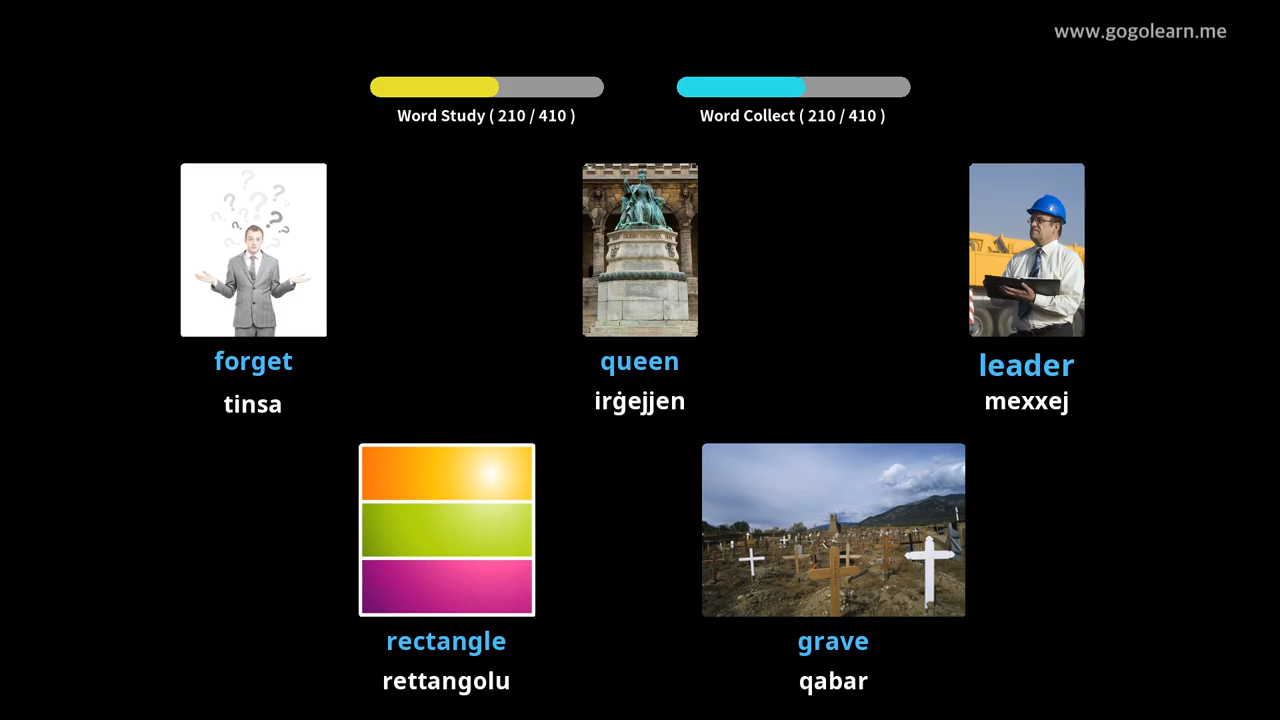 www.gogolearn.me
Word Study ( 210 / 410 )
Word Collect ( 210 / 410 )
forget
tinsa
queen
irġejjen
leader
mexxej
rectangle
rettangolu
grave
qabar